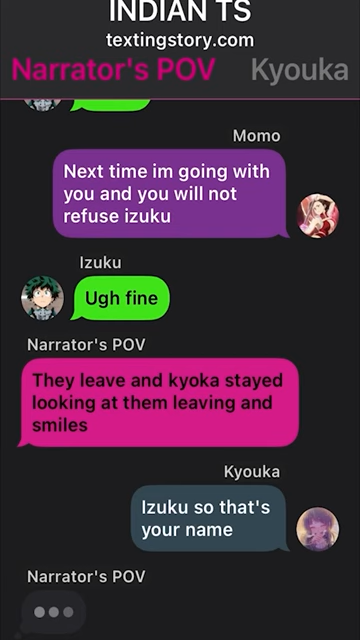 INDIAN TS
textingstory.com
Narrator's POV Kyouka
Momo
Next time im going with
you and you will not
refuse izuku
Izuku
Ugh fine
Narrator's POV
They leave and kyoka stayed
looking at them leaving and
smiles
Kyouka
Izuku so that's
your name
Narrator's POV